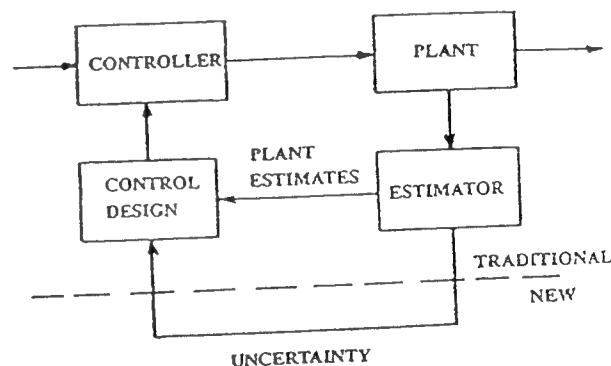 CONTROLLER
PLANT
PLANT
ESTIMATES
CONTROL
DESIGN
ESTIMATOR
TRADITIONAL
NEW
UNCERTAINTY